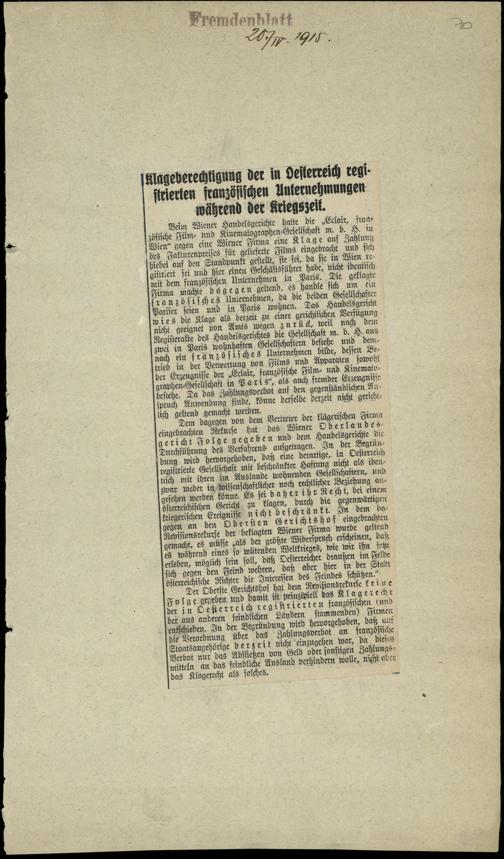 Fremdenblatt
20./IV. 1915.
70
Klageberechtigung der in Oesterreich regi-
strierten französischen Unternehmungen
während der Kriegszeit.
Beim Wiener Handelsgerichte hatte die „Eclair, fran-
zösische Film- und Kinematographen-Gesellschaft m. b. H. in
Wien“ gegen eine Wiener Firma eine Klage auf Zahlung
des Fakturenpreises für gelieferte Films eingebracht und sich
hiebei auf den Standpunkt gestellt, sie sei, da sie in Wien re-
gistriert sei und hier einen Geschäftsführer habe, nicht identisch
mit dem französischen Unternehmen in Paris. Die geklagte
Firma machte dagegen geltend, es handle sich um ein
französisches Unternehmen, da die beiden Gesellschafter
Pariser seien und in Paris wohnen. Das Handelsgericht
wies die Klage als derzeit zu einer gerichtlichen Verfügung
nicht geeignet von Amts wegen zurück, weil nach dem
Registerakte des Handelsgerichtes die Gesellschaft m. b. H. aus
zwei in Paris wohnhaften Gesellschaftern bestehe und dem-
nach ein französisches Unternehmen bilde, dessen Be-
trieb in der Verwertung von Films und Apparaten sowohl
der Erzeugnisse der „Eclair, französische Film- und Kinemato-
graphen-Gesellschaft in Paris“, als auch fremder Erzeugnisse
bestehe. Da das Zahlungsverbot auf den gegenständlichen An-
spruch Anwendung finde, könne derselbe derzeit nicht gericht-
lich geltend gemacht werden.
Dem dagegen von dem Vertreter der klägerischen Firma
eingebrachten Rekurse hat das Wiener Oberlandes-
gericht Folge gegeben und dem Handelsgerichte die
Durchführung des Verfahrens aufgetragen. In der Begrün-
dung wird hervorgehoben, daß eine derartige, in Oesterreich
registrierte Gesellschaft mit beschränkter Haftung nicht als iden-
tisch mit ihren im Auslande wohnenden Gesellschaftern, und
zwar weder in wissenschaftlicher noch rechtlicher Beziehung an-
gesehen werden könne. Es sei daher ihr Recht, bei einem
österreichischen Gericht zu klagen, durch die gegenwärtigen
kriegerischen Ereignisse nicht beschränkt. In dem da-
gegen an den Obersten Gerichtshof eingebrachten
Revisionsrekurse der beklagten Wiener Firma wurde geltend
gemacht, es müsse „als der größte Widerspruch erscheinen, daß
es während eines so wütenden Weltkrieges, wie wir ihn jetzt
erleben, möglich sein soll, daß Oesterreicher draußen im Felde
sich gegen den Feind wehren, daß aber hier in der Stadt
österreichische Richter die Interessen des Feindes schützen.“
Der Oberste Gerichtshof hat dem Revisionsrekurse keine
Folge gegeben und damit ist prinzipiell das Klagerecht
der in Oesterreich registrierten französischen (und
der aus anderen feindlichen Ländern stammenden) Firmen
entschieden. In der Begründung wird hervorgehoben, daß auf
die Verordnung über das Zahlungsverbot an französische
Staatsangehörige derzeit nicht einzugehen war, da dieses
Verbot nur das Abfließen von Geld oder sonstigen Zahlungs-
mitteln an das feindliche Ausland verhindern wolle, nicht aber
das Klagerecht als solches.